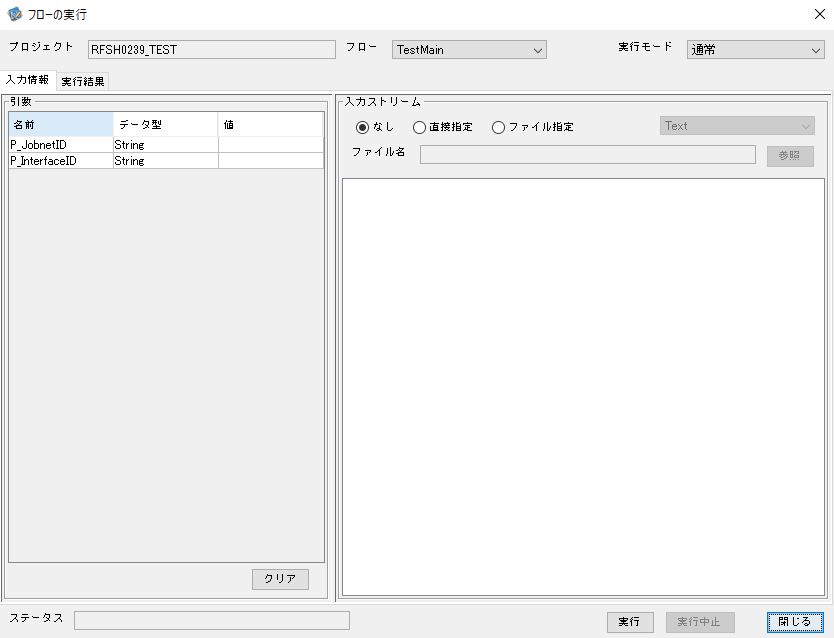 フローの実行
プロジェクト RFSH0239_TEST フロー TestMain 実行モード 通常
入力情報 実行結果
引数
名前 データ型 値
P_JobnetID String
P_InterfaceID String
クリア
入力ストリーム
なし 直接指定 ファイル指定 Text
ファイル名 参照
ステータス 実行 実行中止 閉じる